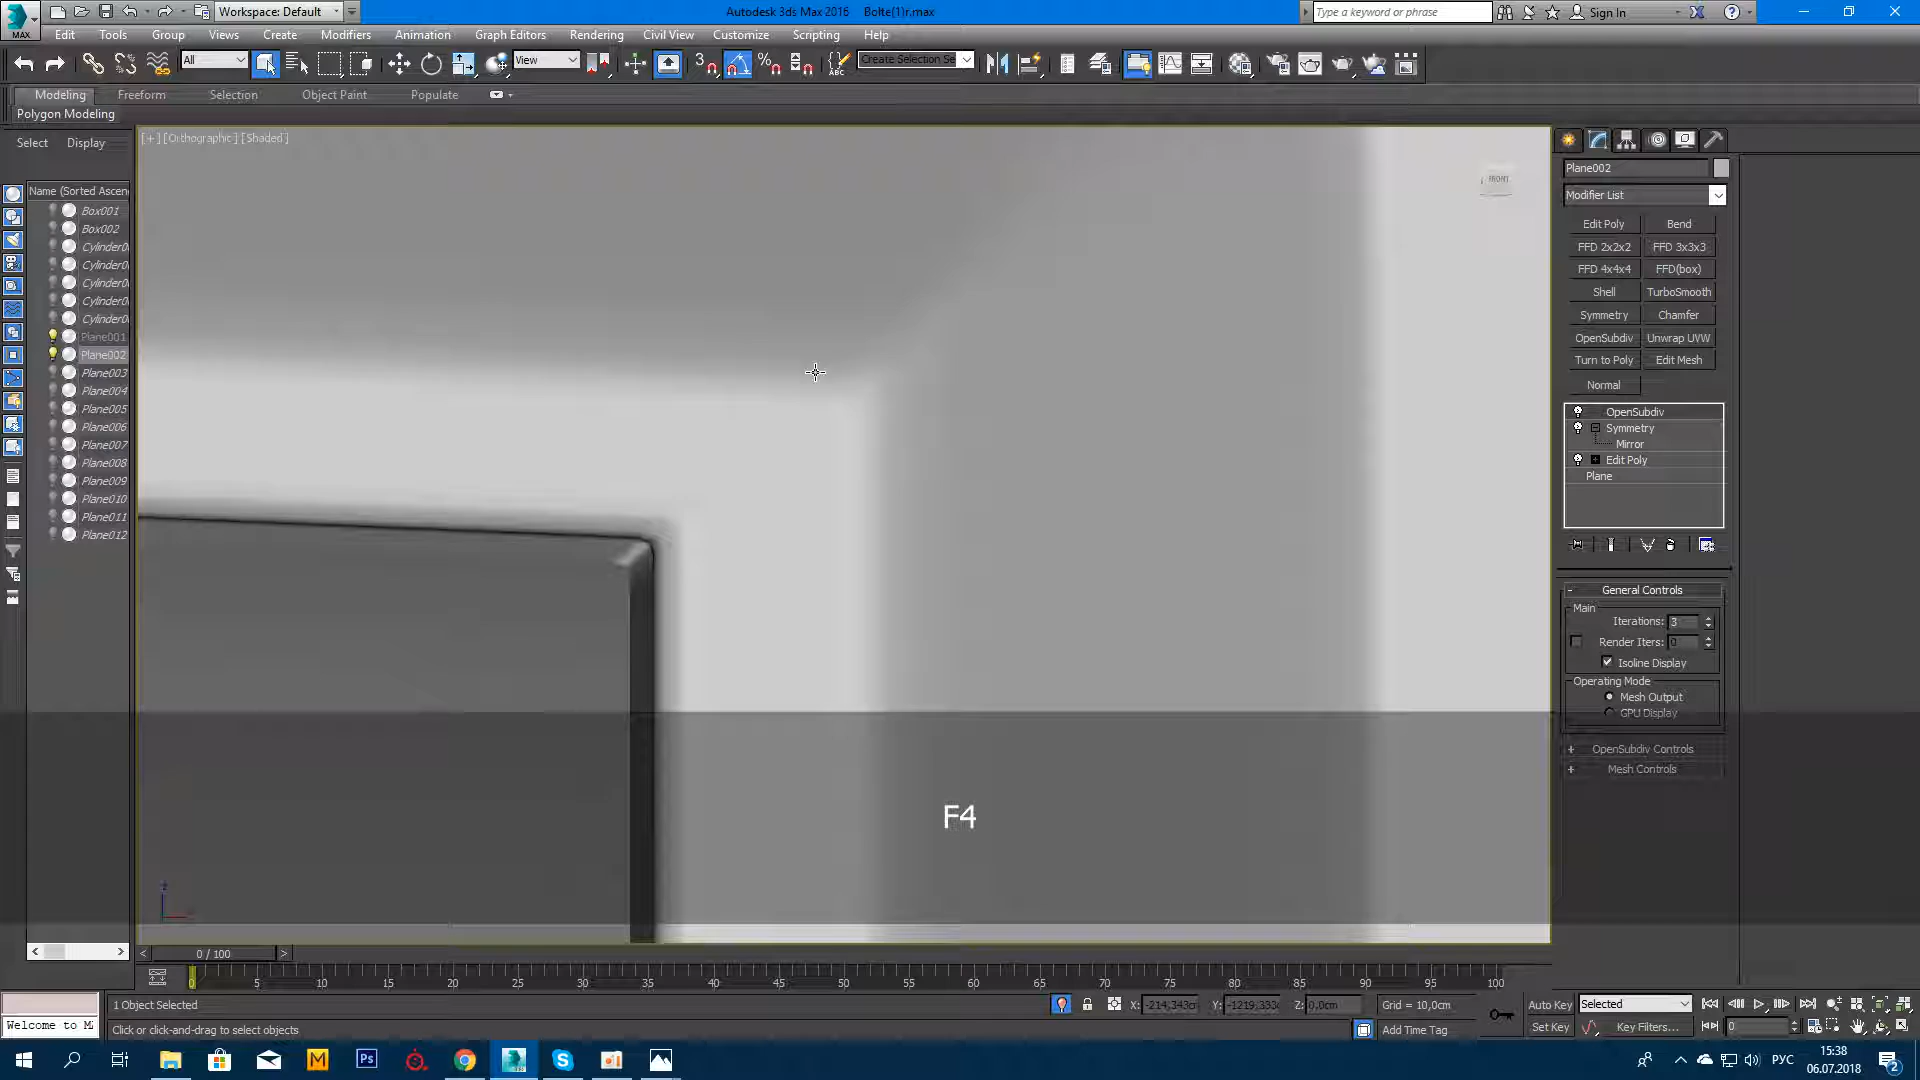 MAX
Workspace: Default
Autodesk 3ds Max 2016    Bolte(1)r.max
Type a keyword or phrase
Sign In
Edit Tools Group Views Create Modifiers Animation Graph Editors Rendering Civil View Customize Scripting Help
All
View
3
ABC
Create Selection Se
Modeling Freeform Selection Object Paint Populate
Polygon Modeling
Select Display
Name (Sorted Ascen
Box001
Box002
Cylinder0
Cylinder0
Cylinder0
Cylinder0
Cylinder0
Plane001
Plane002
Plane003
Plane004
Plane005
Plane006
Plane007
Plane008
Plane009
Plane010
Plane011
Plane012
[+] [Orthographic] [Shaded]
FRONT
F4
Plane002
Modifier List
Edit Poly Bend
FFD 2x2x2 FFD 3x3x3
FFD 4x4x4 FFD(box)
Shell TurboSmooth
Symmetry Chamfer
OpenSubdiv Unwrap UVW
Turn to Poly Edit Mesh
Normal
OpenSubdiv
Symmetry
Mirror
Edit Poly
Plane
- General Controls
Main
Iterations: 3
Render Iters: 0
Isoline Display
Operating Mode
Mesh Output
GPU Display
+ OpenSubdiv Controls
+ Mesh Controls
< 0 / 100 >
0 5 10 15 20 25 30 35 40 45 50 55 60 65 70 75 80 85 90 95 100
1 Object Selected
X: -214,343cr Y: -1219,333c Z: 0,0cm Grid = 10,0cm
Auto Key Selected
Welcome to M
Click or click-and-drag to select objects
Add Time Tag
Set Key Key Filters... 0
Ps
РУС
15:38
06.07.2018
2